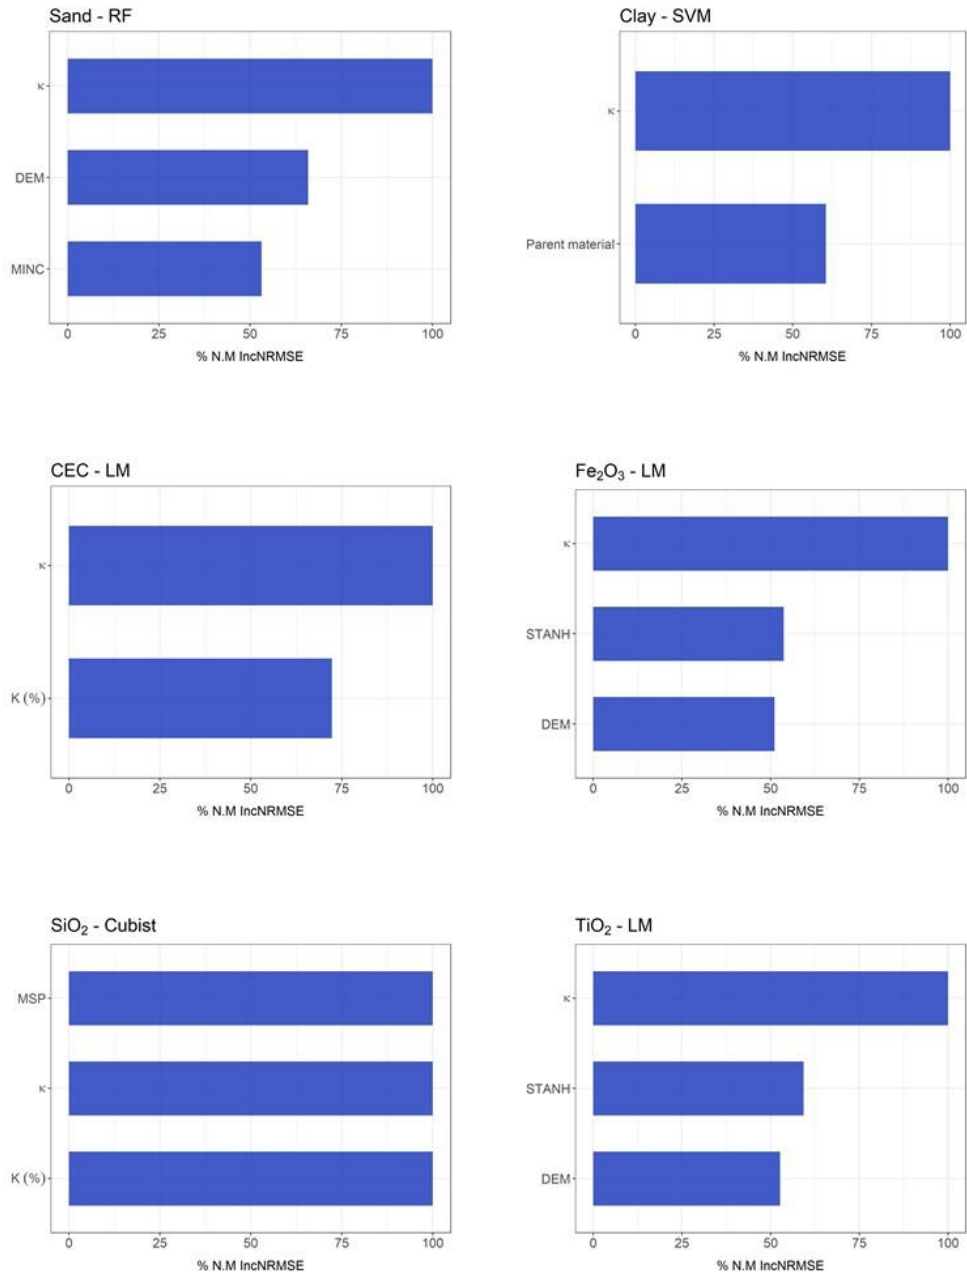 Sand - RF
κ
DEM
MINC
0 25 50 75 100
% N.M IncNRMSE
Clay - SVM
κ
Parent material
0 25 50 75 100
% N.M IncNRMSE
CEC - LM
κ
K (%)
0 25 50 75 100
% N.M IncNRMSE
Fe₂O₃ - LM
κ
STANH
DEM
0 25 50 75 100
% N.M IncNRMSE
SiO₂ - Cubist
MSP
κ
K (%)
0 25 50 75 100
% N.M IncNRMSE
TiO₂ - LM
κ
STANH
DEM
0 25 50 75 100
% N.M IncNRMSE